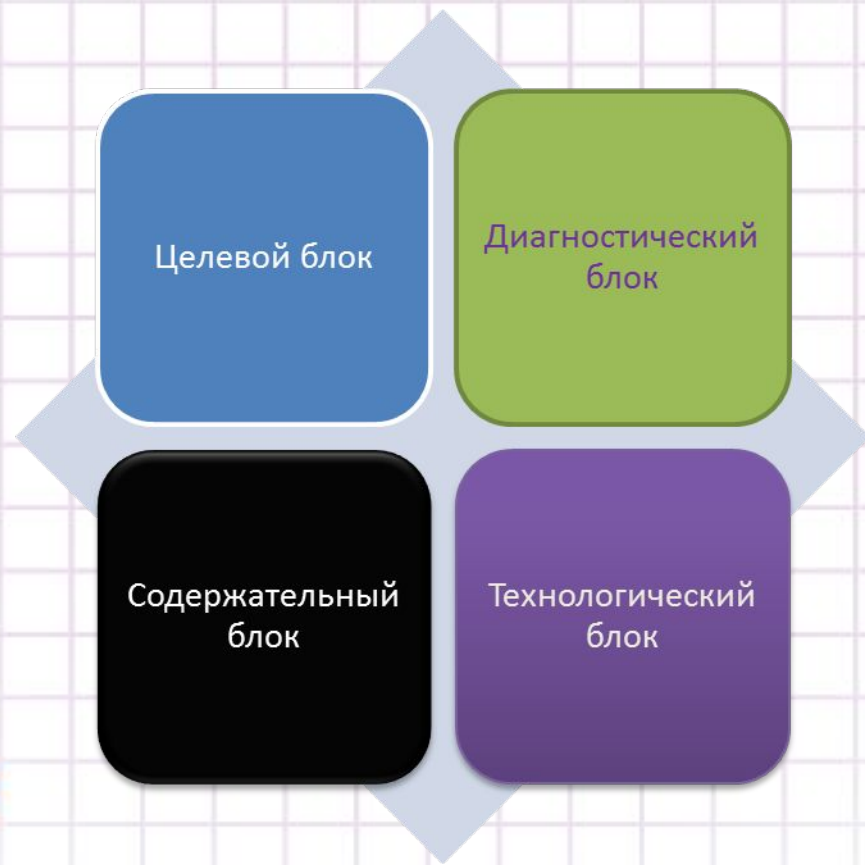 Целевой блок
Диагностический
блок
Содержательный
блок
Технологический
блок